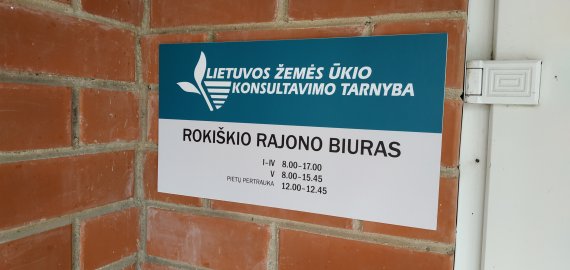 LIETUVOS ŽEMĖS ŪKIO
KONSULTAVIMO TARNYBA
ROKIŠKIO RAJONO BIURAS
I-IV 8.00-17.00
V 8.00-15.45
PIETŲ PERTRAUKA 12.00-12.45